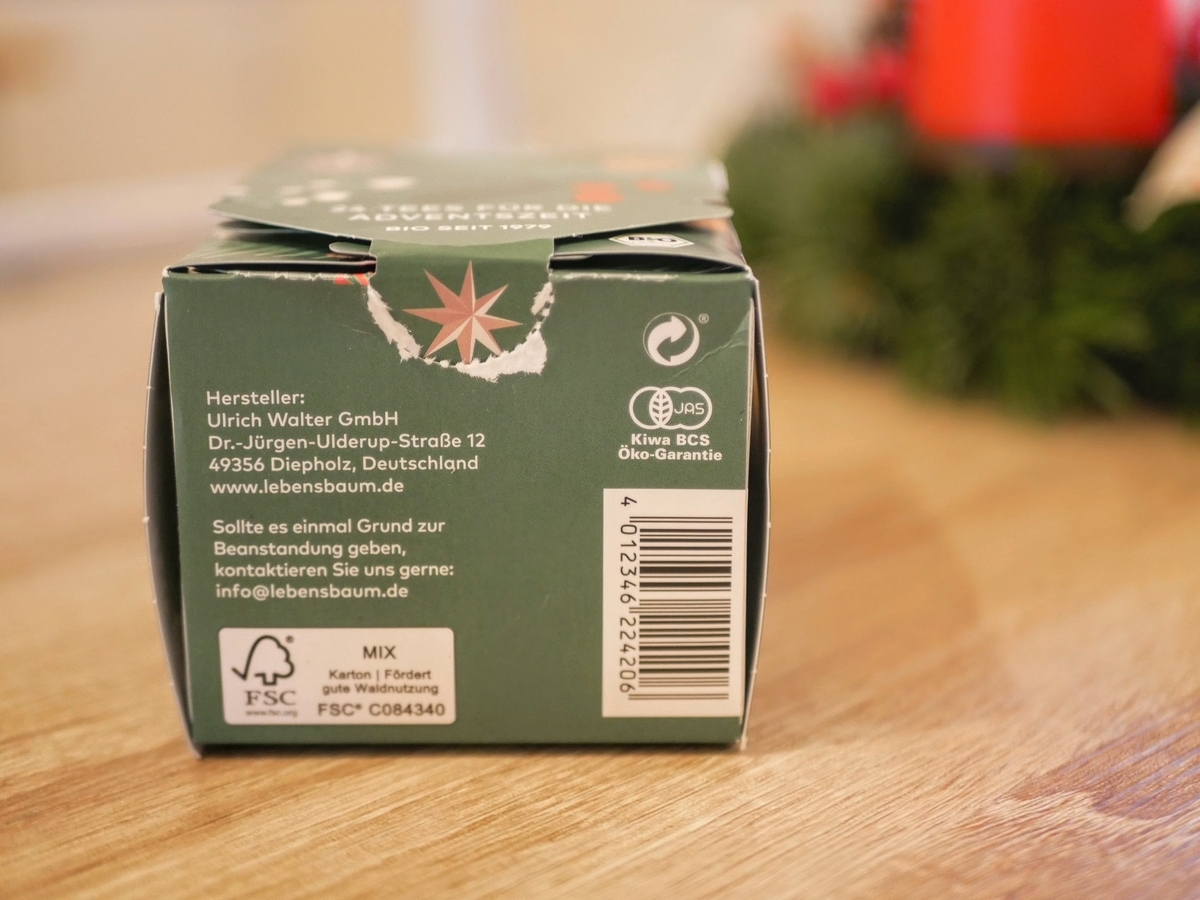 24 TEES FÜR DIE
ADVENTSZEIT
BIO SEIT 1979
BIO
Hersteller:
Ulrich Walter GmbH
Dr.-Jürgen-Ulderup-Straße 12
49356 Diepholz, Deutschland
www.lebensbaum.de
Sollte es einmal Grund zur
Beanstandung geben,
kontaktieren Sie uns gerne:
info@lebensbaum.de
®
FSC
www.fsc.org
MIX
Karton | Fördert
gute Waldnutzung
FSC® C084340
®
JAS
Kiwa BCS
Öko-Garantie
4 012346 224206